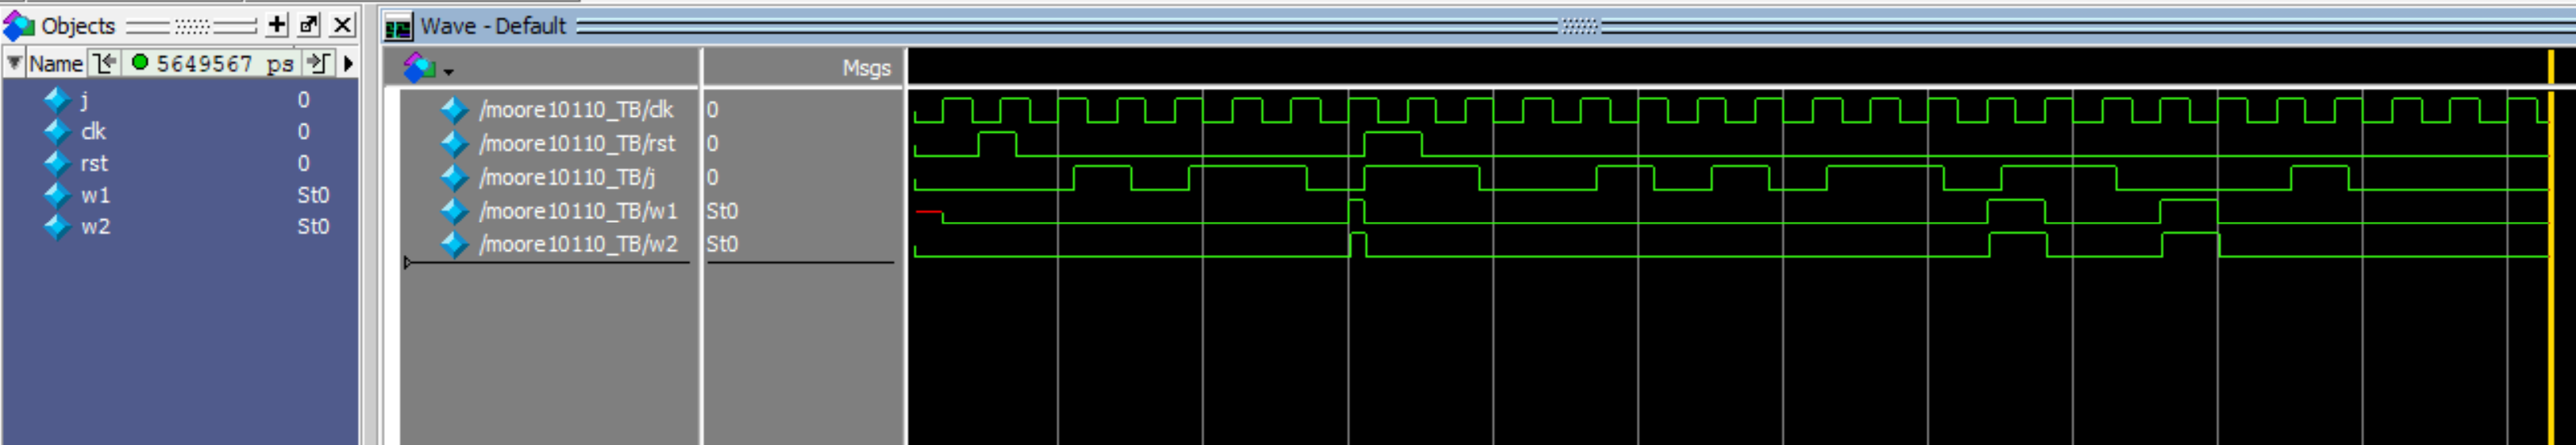 Objects
Name 5649567 ps
j 0
clk 0
rst 0
w1 St0
w2 St0
Wave - Default
Msgs
/moore10110_TB/clk 0
/moore10110_TB/rst 0
/moore10110_TB/j 0
/moore10110_TB/w1 St0
/moore10110_TB/w2 St0